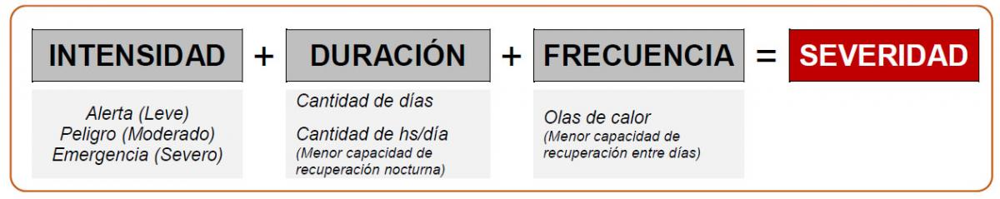 INTENSIDAD + DURACIÓN + FRECUENCIA = SEVERIDAD
Alerta (Leve)
Peligro (Moderado)
Emergencia (Severo)
Cantidad de días
Cantidad de hs/día
(Menor capacidad de
recuperación nocturna)
Olas de calor
(Menor capacidad de
recuperación entre días)